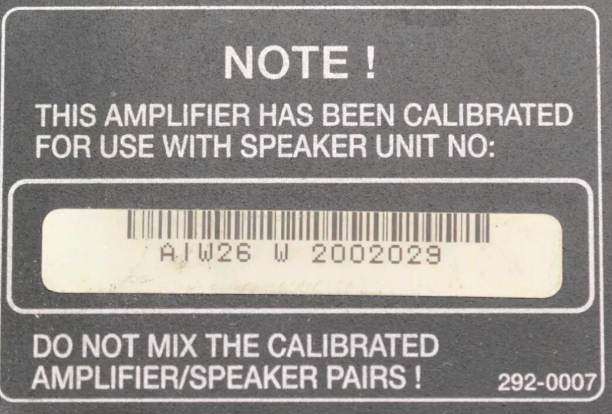 NOTE !
THIS AMPLIFIER HAS BEEN CALIBRATED
FOR USE WITH SPEAKER UNIT NO:
AIW26 W 2002029
DO NOT MIX THE CALIBRATED
AMPLIFIER/SPEAKER PAIRS !
292-0007